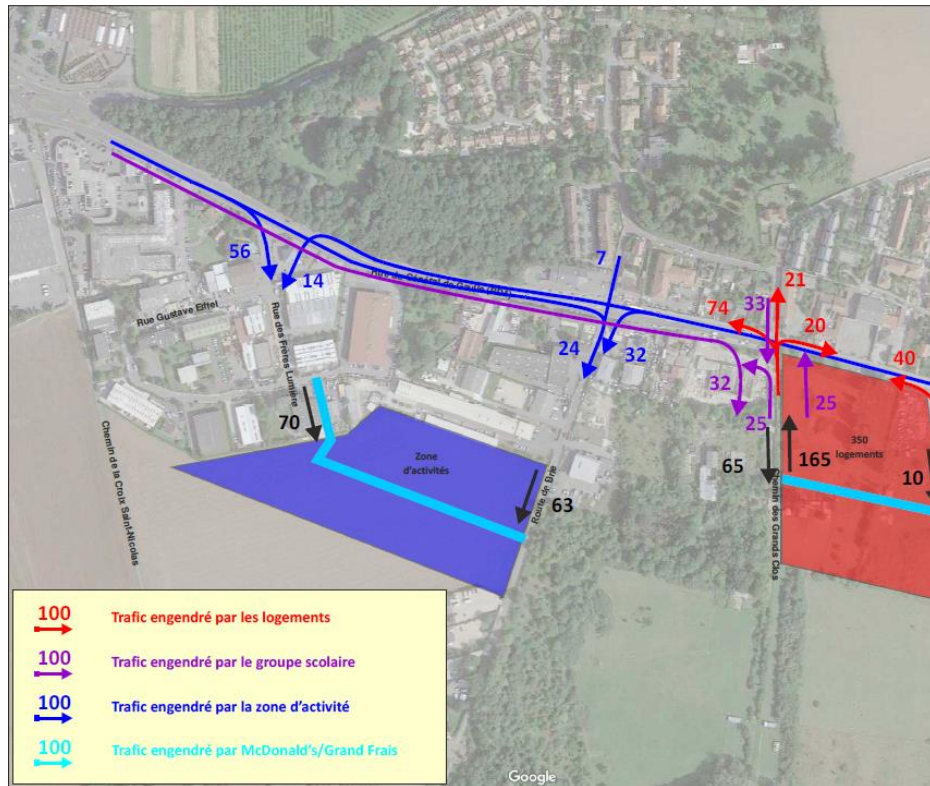 56
14
7
21
33
74
20
40
24
32
32
25
25
70
63
65
165
10
Rue Gustave Eiffel
Rue des Frères Lumière
Chemin de la Croix Saint-Nicolas
Route de Brie
Chemin des Grands Clos
Zone
d'activités
350
logements
100 Trafic engendré par les logements
100 Trafic engendré par le groupe scolaire
100 Trafic engendré par la zone d'activité
100 Trafic engendré par McDonald's/Grand Frais
Google